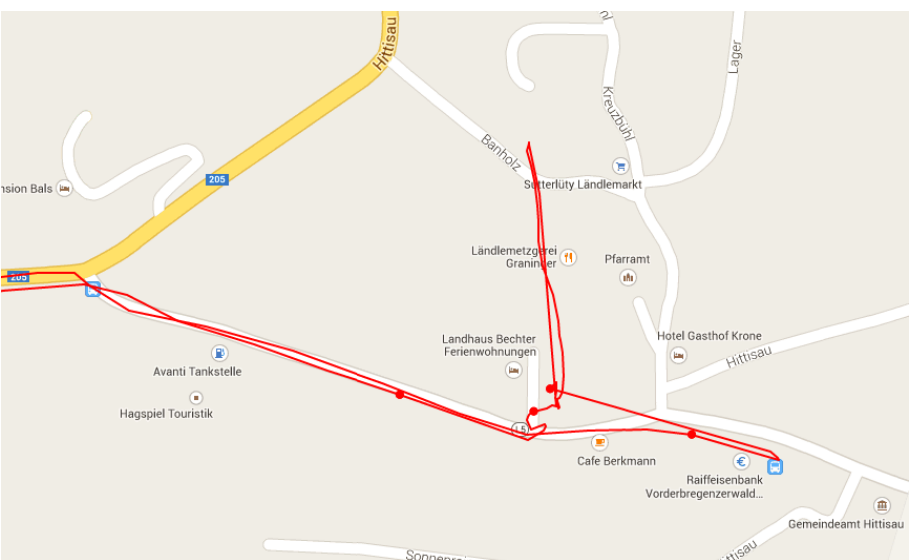 Hittisau
Kreuzbühl
Lager
Banholz
205
nsion Bals
Sutterlüty Ländlemarkt
Ländlemetzgerei
Graninger
Pfarramt
205
Landhaus Bechter
Ferienwohnungen
Hotel Gasthof Krone
Hittisau
Avanti Tankstelle
Hagspiel Touristik
L5
Cafe Berkmann
Raiffeisenbank
Vorderbregenzerwald...
Gemeindeamt Hittisau